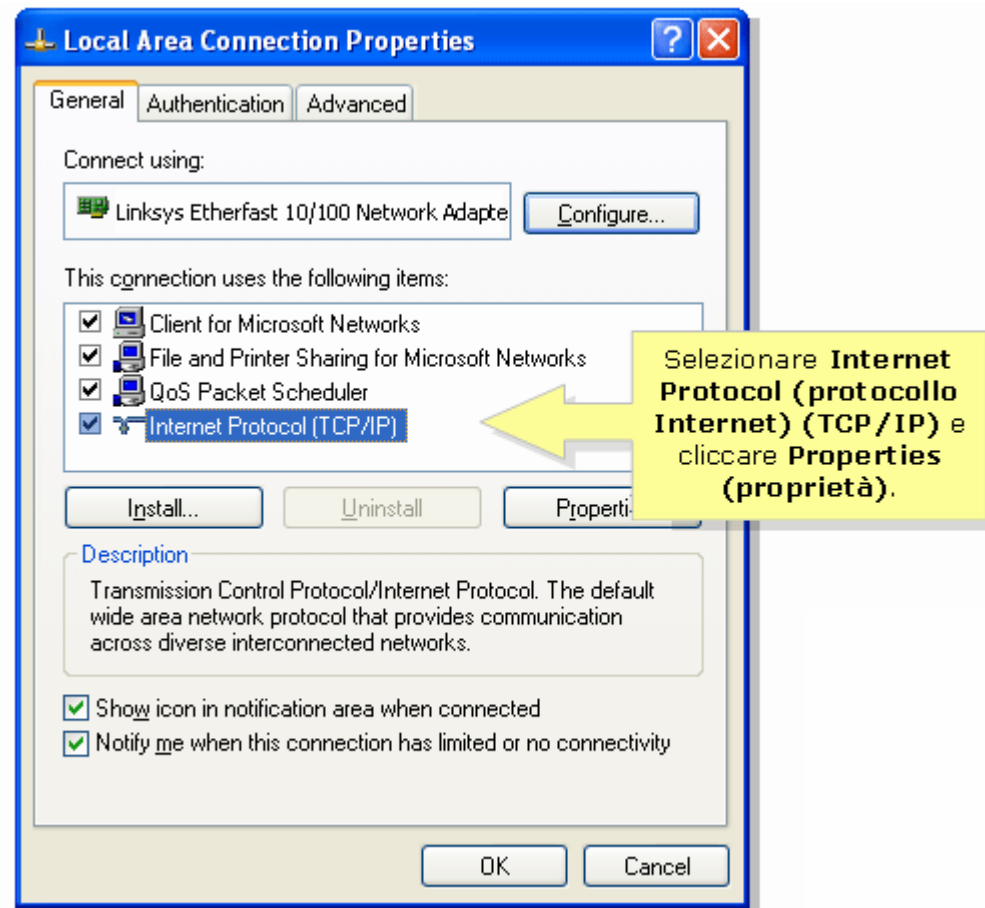 Local Area Connection Properties
General Authentication Advanced
Connect using:
Linksys Etherfast 10/100 Network Adapte
Configure...
This connection uses the following items:
Client for Microsoft Networks
File and Printer Sharing for Microsoft Networks
QoS Packet Scheduler
Internet Protocol (TCP/IP)
Selezionare Internet
Protocol (protocollo
Internet) (TCP/IP) e
cliccare Properties
(proprietà).
Install... Uninstall Properti
Description
Transmission Control Protocol/Internet Protocol. The default
wide area network protocol that provides communication
across diverse interconnected networks.
Show icon in notification area when connected
Notify me when this connection has limited or no connectivity
OK Cancel